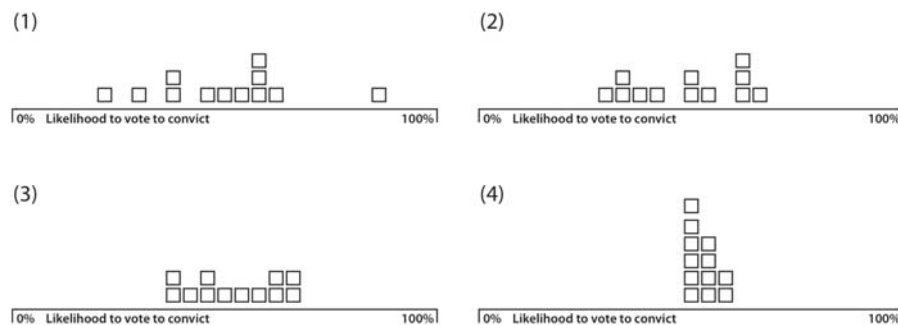 (1)
0% Likelihood to vote to convict 100%
(2)
0% Likelihood to vote to convict 100%
(3)
0% Likelihood to vote to convict 100%
(4)
0% Likelihood to vote to convict 100%